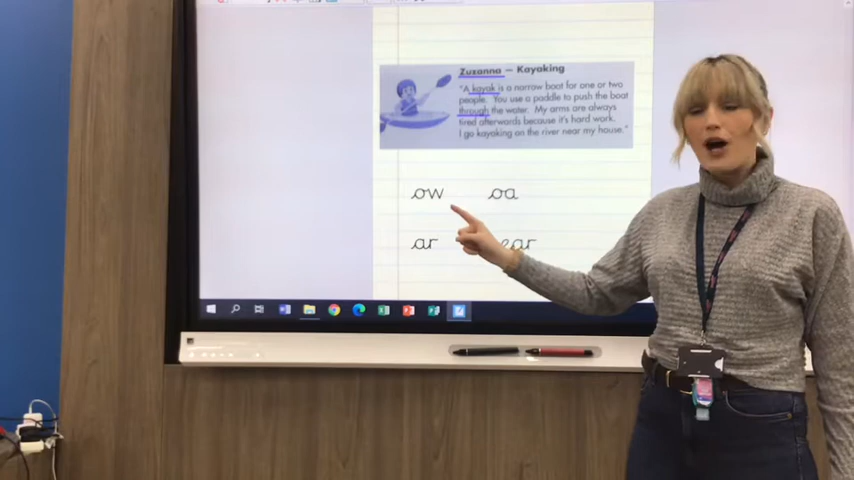 Zuzanna – Kayaking
"A kayak is a narrow boat for one or two
people. You use a paddle to push the boat
through the water. My arms are always
tired afterwords because it's hard work.
I go kayaking on the river near my house."
ow oa
ar ear